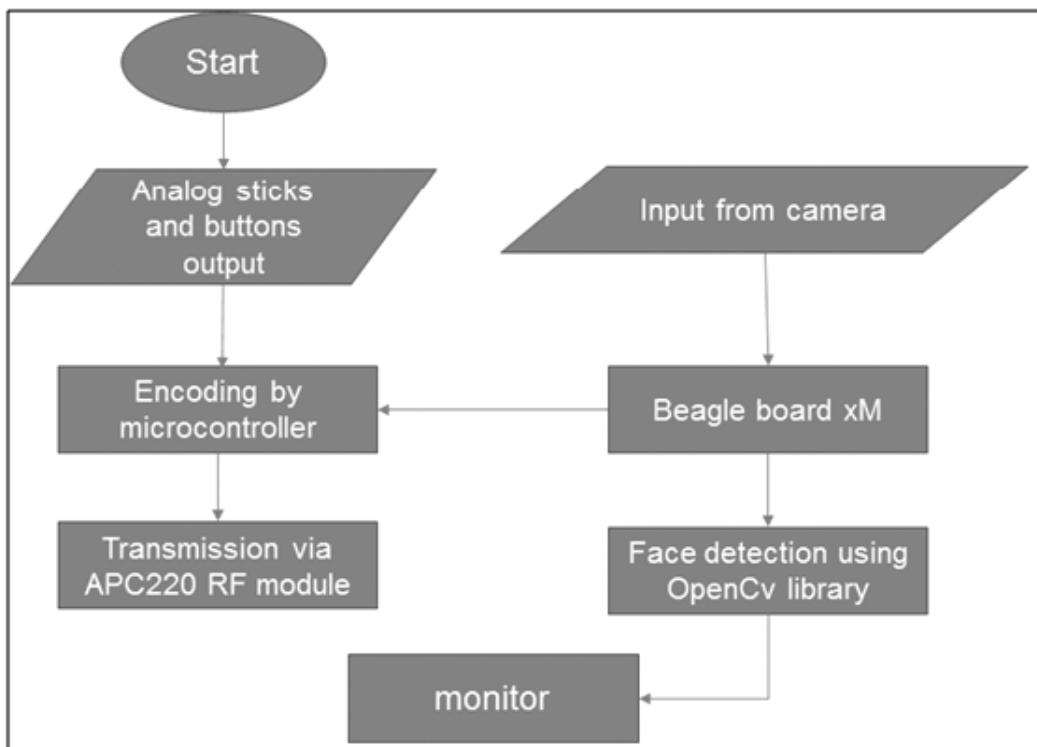 Start
Analog sticks
and buttons
output
Input from camera
Encoding by
microcontroller
Beagle board xM
Transmission via
APC220 RF module
Face detection using
OpenCv library
monitor